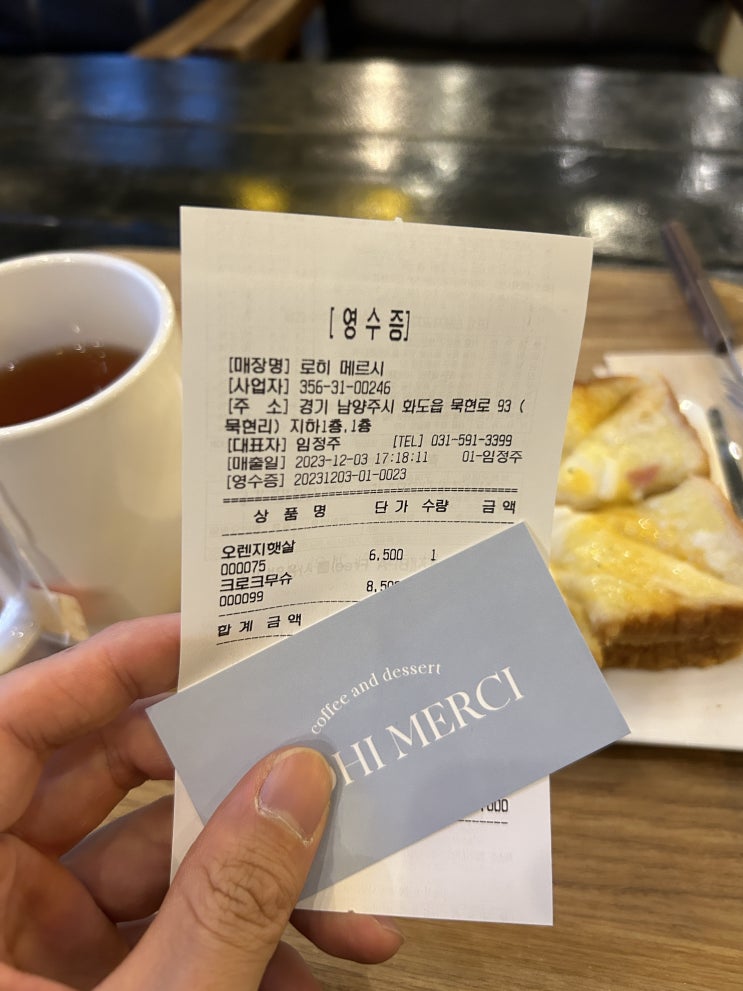 [영수증]
[매장명] 로히 메르시
[사업자] 356-31-00246
[주 소] 경기 남양주시 화도읍 묵현로 93 (
묵현리) 지하1층,1층
[대표자] 임정주 [TEL] 031-591-3399
[매출일] 2023-12-03 17:18:11 01-임정주
[영수증] 20231203-01-0023
상 품 명 단 가 수량 금 액
오렌지햇살 6,500 1
000075
크로크무슈 8,500
000099
합 계 금 액
coffee and dessert
HI MERCI